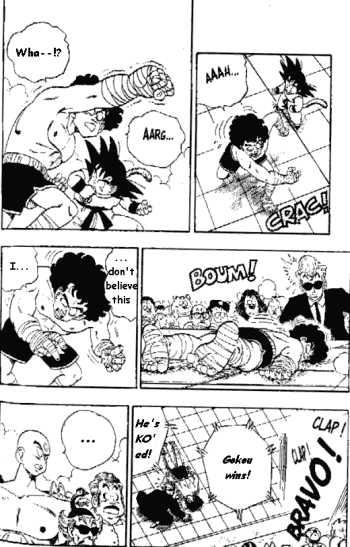 Wha--!?
AARG...
AAAH...
CRAC!
I...
...
don't
believe
this
BOUM!
...
He's
KO'
ed!
Gokou
wins!
CLAP!
CLAP!
BRAVO!